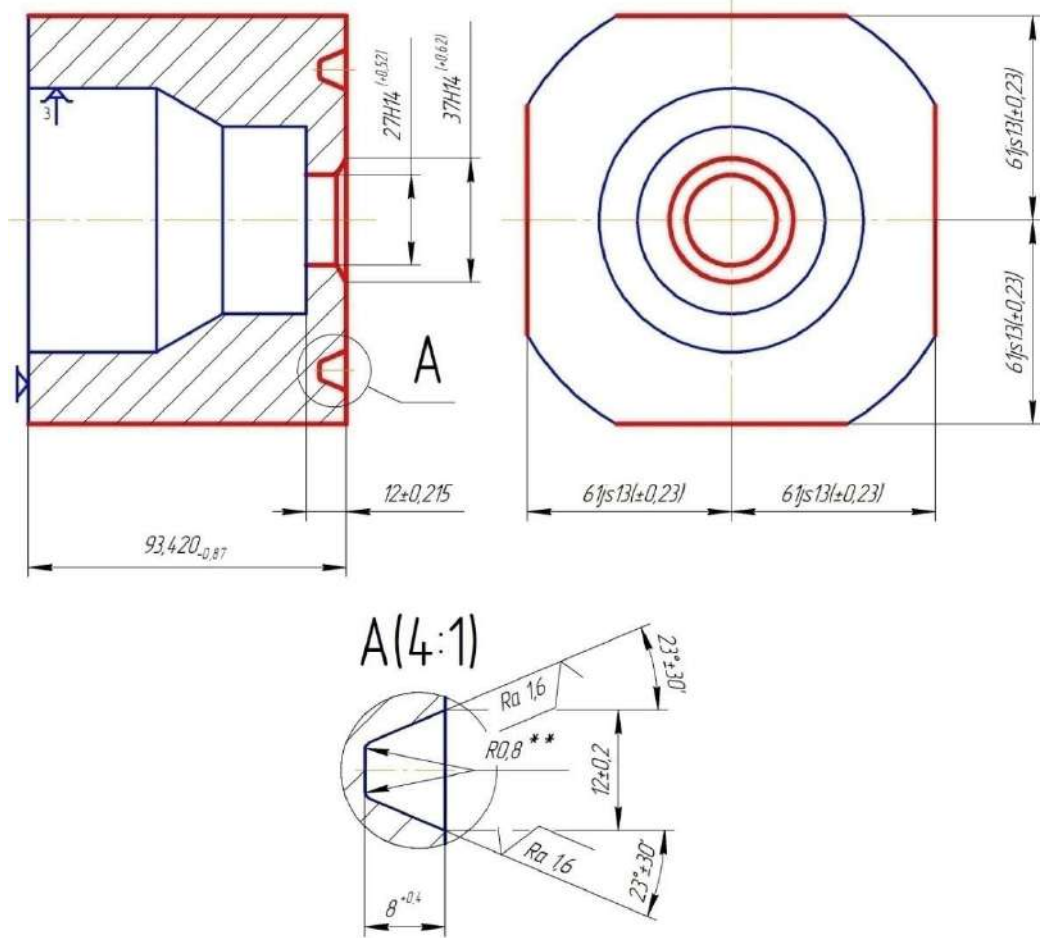 3
27H14 (+0,52)
37H14 (+0,62)
61js13(±0,23)
61js13(±0,23)
А
12±0,215
61js13(±0,23)
61js13(±0,23)
93,420-0,87
А(4:1)
23°±30'
Ra 1,6
R0,8 **
12±0,2
Ra 1,6
23°±30'
8+0,4